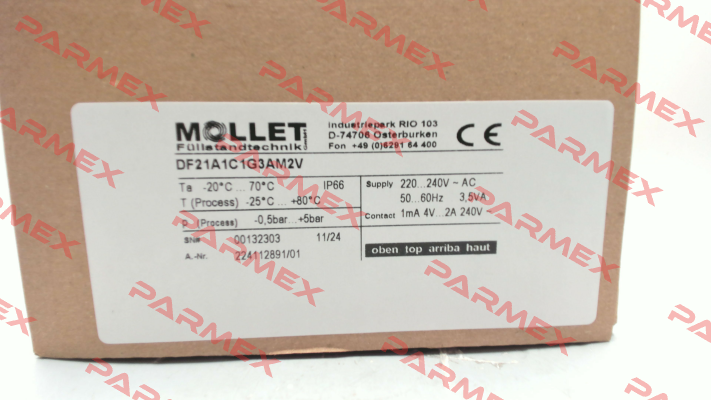 MOLLET
Füllstandtechnik GmbH
Industriepark RIO 103
D-74706 Osterburken
Fon +49 (0)6291 64 400
CE
DF21A1C1G3AM2V
Ta -20°C ... 70°C IP66
T (Process) -25°C ... +80°C
p (Process) -0,5bar...+5bar
SN# 00132303 11/24
A.-Nr. 224112891/01
Supply 220...240V ~ AC
50...60Hz 3,5VA
Contact 1mA 4V...2A 240V
oben top arriba haut
PARMEX
PARMEX
PARMEX
PARMEX
PARMEX
PARMEX
PARMEX
PARMEX